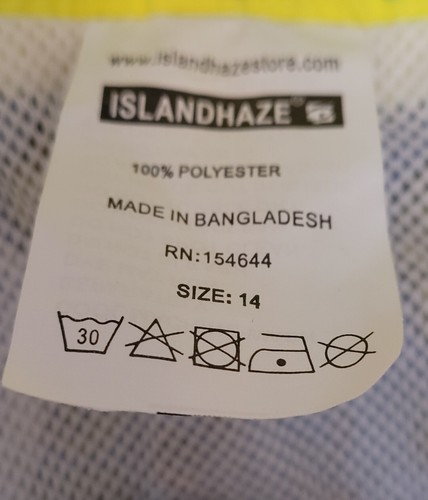 www.islandhazestore.com
ISLANDHAZE
100% POLYESTER
MADE IN BANGLADESH
RN:154644
SIZE: 14
30